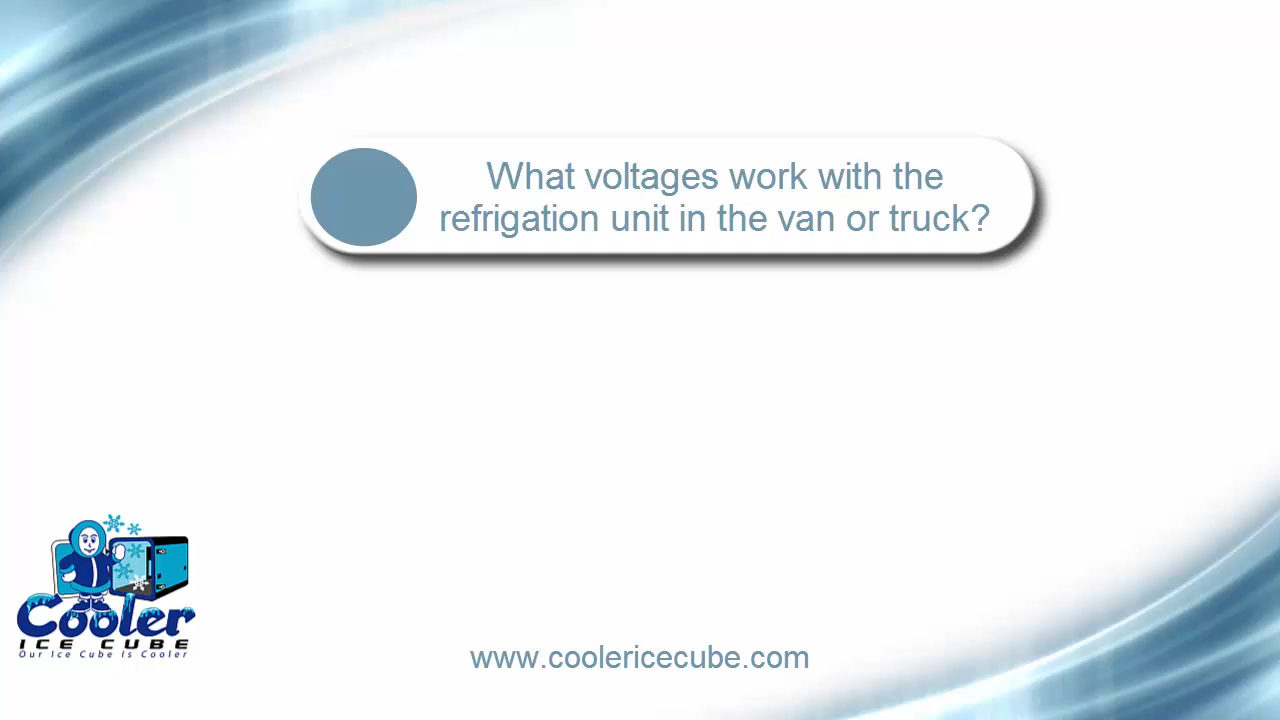 What voltages work with the
refrigation unit in the van or truck?
Cooler
ICE CUBE
Our Ice Cube Is Cooler
www.coolericecube.com